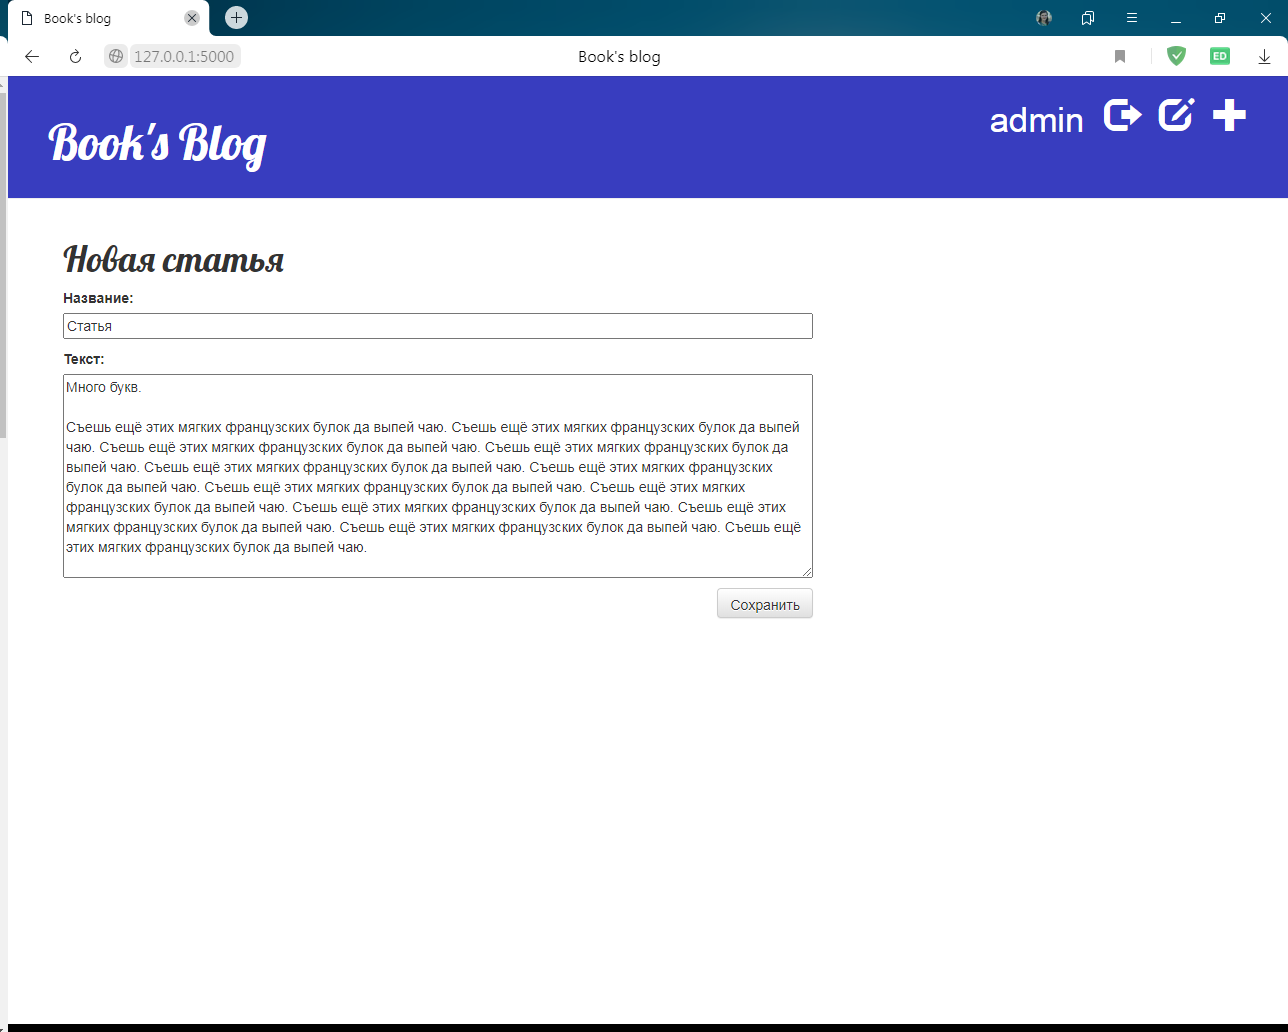 Book's blog
127.0.0.1:5000
Book's blog
ED
Book's Blog
admin
Новая статья
Название:
Статья
Текст:
Много букв.
Съешь ещё этих мягких французских булок да выпей чаю. Съешь ещё этих мягких французских булок да выпей
чаю. Съешь ещё этих мягких французских булок да выпей чаю. Съешь ещё этих мягких французских булок да
выпей чаю. Съешь ещё этих мягких французских булок да выпей чаю. Съешь ещё этих мягких французских
булок да выпей чаю. Съешь ещё этих мягких французских булок да выпей чаю. Съешь ещё этих мягких
французских булок да выпей чаю. Съешь ещё этих мягких французских булок да выпей чаю. Съешь ещё этих
мягких французских булок да выпей чаю. Съешь ещё этих мягких французских булок да выпей чаю. Съешь ещё
этих мягких французских булок да выпей чаю.
Сохранить